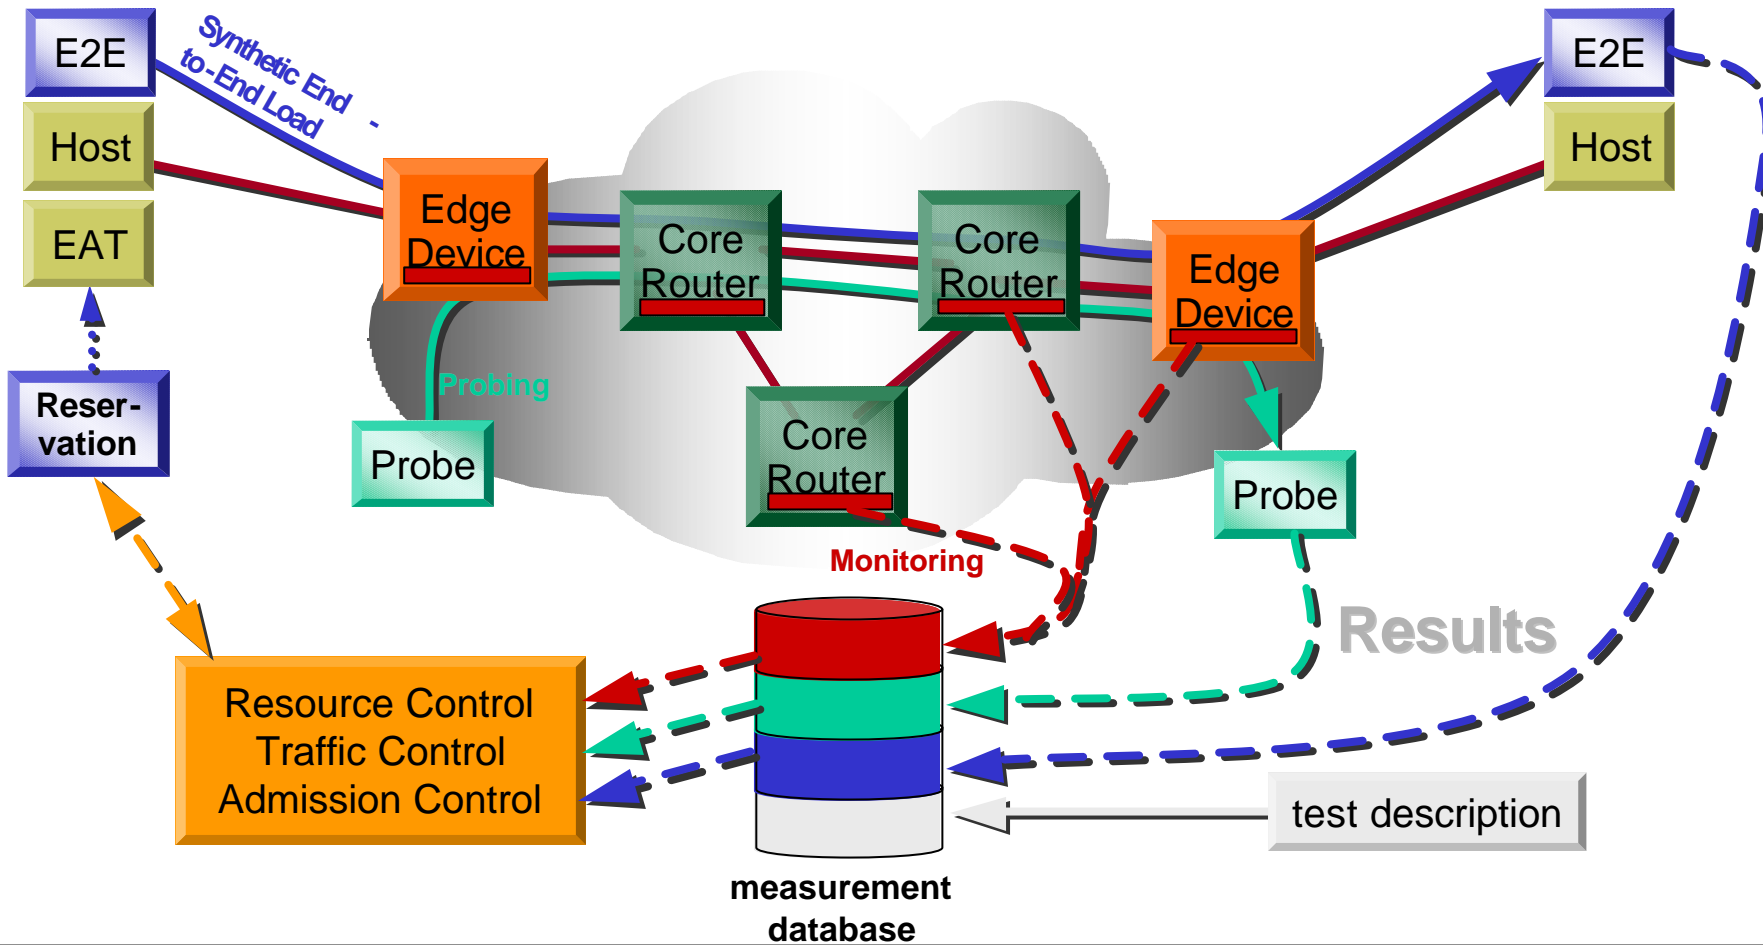 E2E
Synthetic End -
to-End Load
E2E
Host
Host
EAT
Edge
Device
Core
Router
Core
Router
Edge
Device
Reser-
vation
Probing
Probe
Core
Router
Probe
Monitoring
Results
Resource Control
Traffic Control
Admission Control
test description
measurement
database